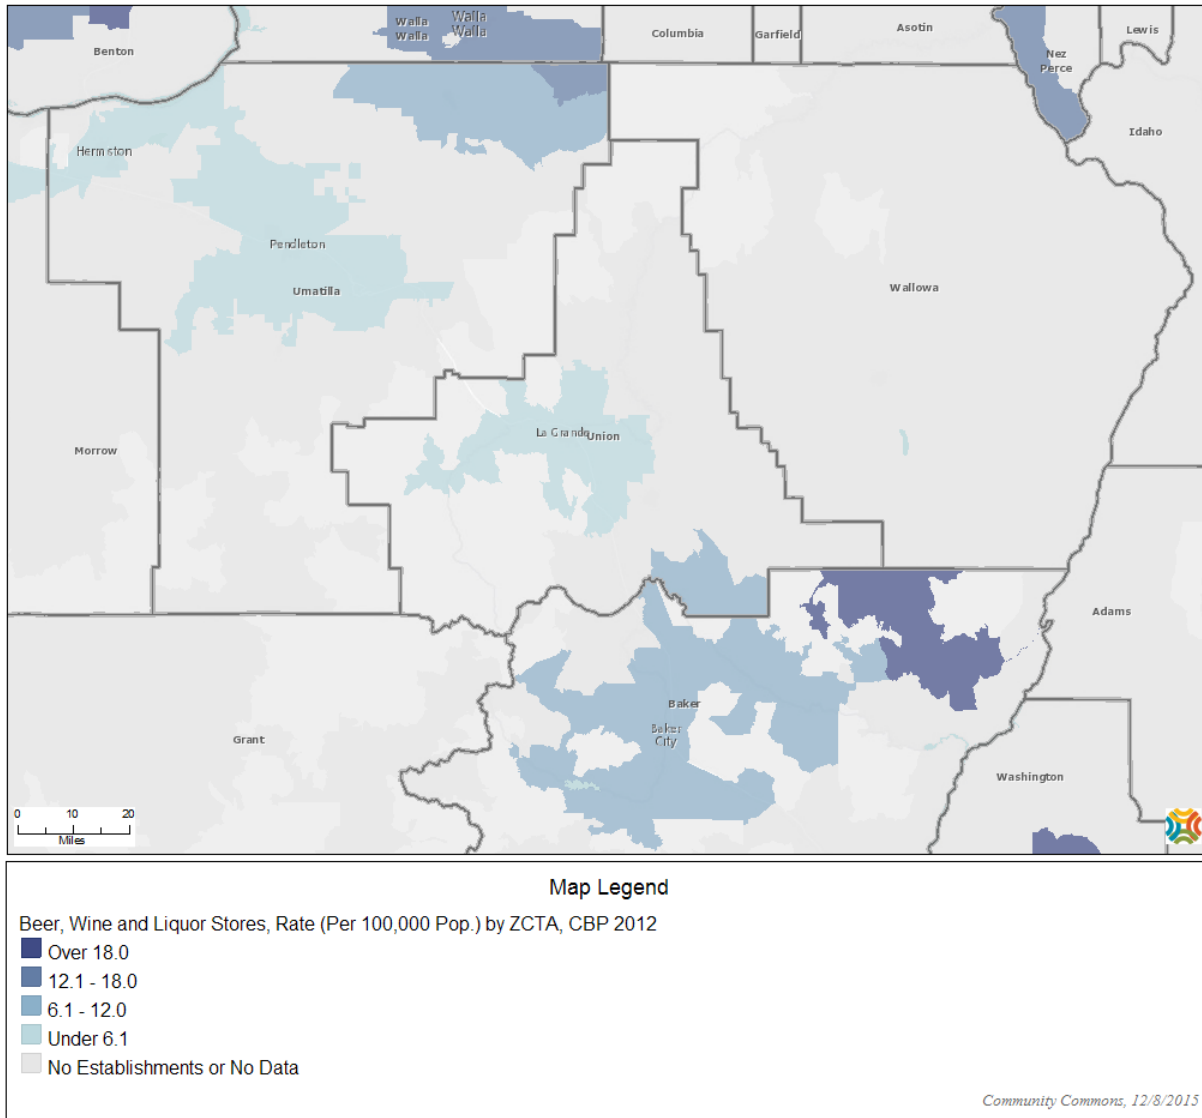 Walla
Walla
Walla
Walla
Columbia
Garfield
Asotin
Lewis
Benton
Nez
Perce
Idaho
Hermiston
Pendleton
Umatilla
Wallowa
La Grande
Union
Morrow
Adams
Baker
Baker
City
Grant
Washington
0 10 20
Miles
Map Legend
Beer, Wine and Liquor Stores, Rate (Per 100,000 Pop.) by ZCTA, CBP 2012
Over 18.0
12.1 - 18.0
6.1 - 12.0
Under 6.1
No Establishments or No Data
Community Commons, 12/8/2015